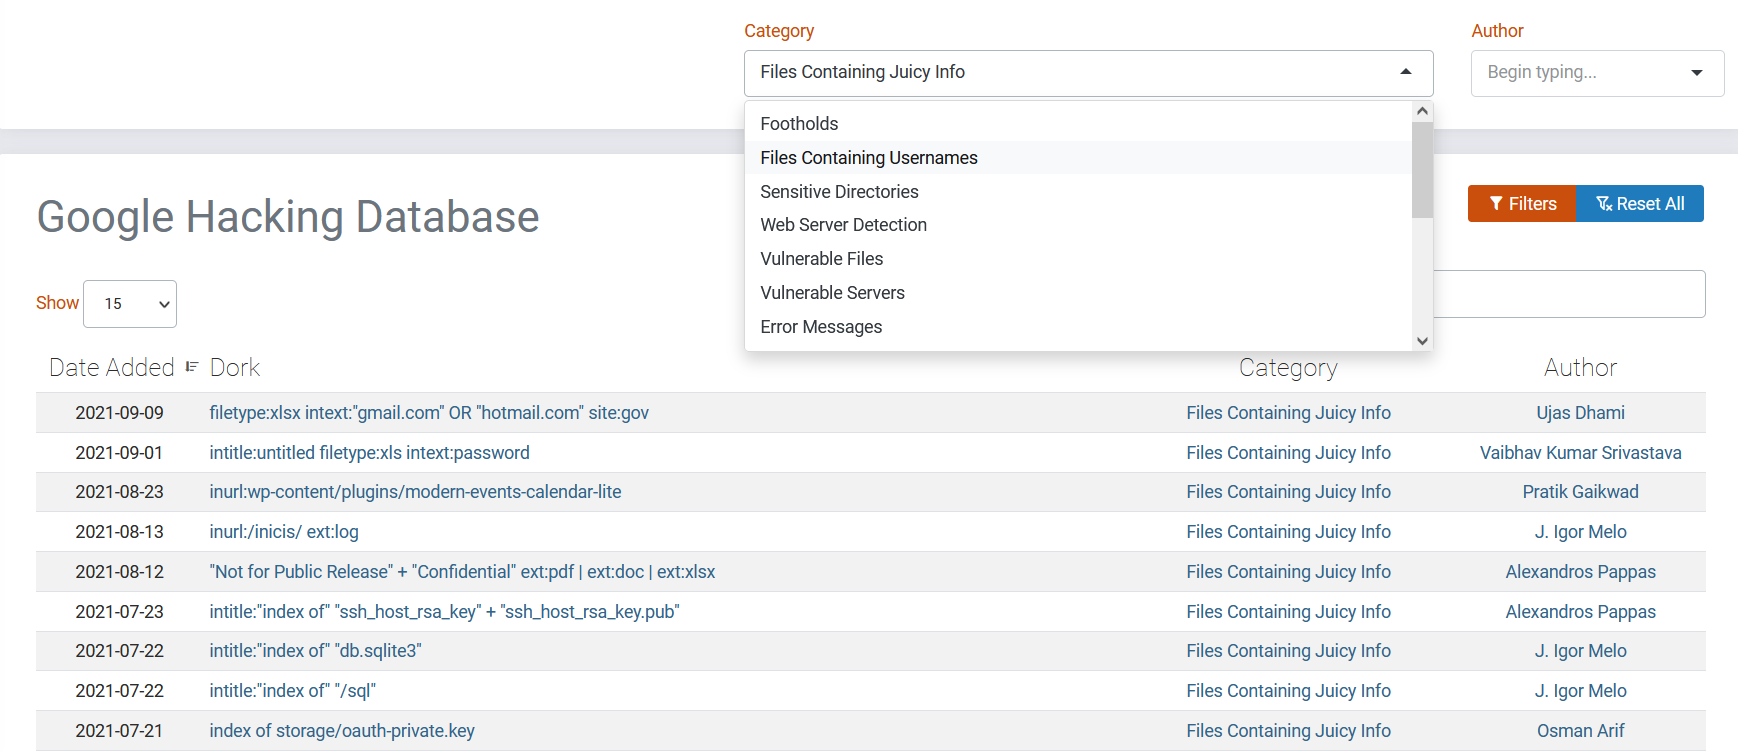 Category
Author
Files Containing Juicy Info
Begin typing...
Footholds
Files Containing Usernames
Sensitive Directories
Web Server Detection
Vulnerable Files
Vulnerable Servers
Error Messages
Google Hacking Database
Filters
Reset All
Show 15
Date Added Dork Category Author
2021-09-09 filetype:xlsx intext:"gmail.com" OR "hotmail.com" site:gov Files Containing Juicy Info Ujas Dhami
2021-09-01 intitle:untitled filetype:xls intext:password Files Containing Juicy Info Vaibhav Kumar Srivastava
2021-08-23 inurl:wp-content/plugins/modern-events-calendar-lite Files Containing Juicy Info Pratik Gaikwad
2021-08-13 inurl:/inicis/ ext:log Files Containing Juicy Info J. Igor Melo
2021-08-12 "Not for Public Release" + "Confidential" ext:pdf | ext:doc | ext:xlsx Files Containing Juicy Info Alexandros Pappas
2021-07-23 intitle:"index of" "ssh_host_rsa_key" + "ssh_host_rsa_key.pub" Files Containing Juicy Info Alexandros Pappas
2021-07-22 intitle:"index of" "db.sqlite3" Files Containing Juicy Info J. Igor Melo
2021-07-22 intitle:"index of" "/sql" Files Containing Juicy Info J. Igor Melo
2021-07-21 index of storage/oauth-private.key Files Containing Juicy Info Osman Arif